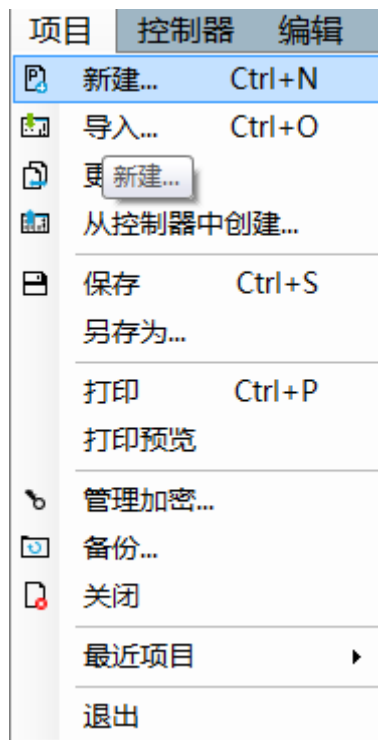 项目 控制器 编辑
新建... Ctrl+N
导入... Ctrl+O
更
新建...
从控制器中创建...
保存 Ctrl+S
另存为...
打印 Ctrl+P
打印预览
管理加密...
备份...
关闭
最近项目
退出